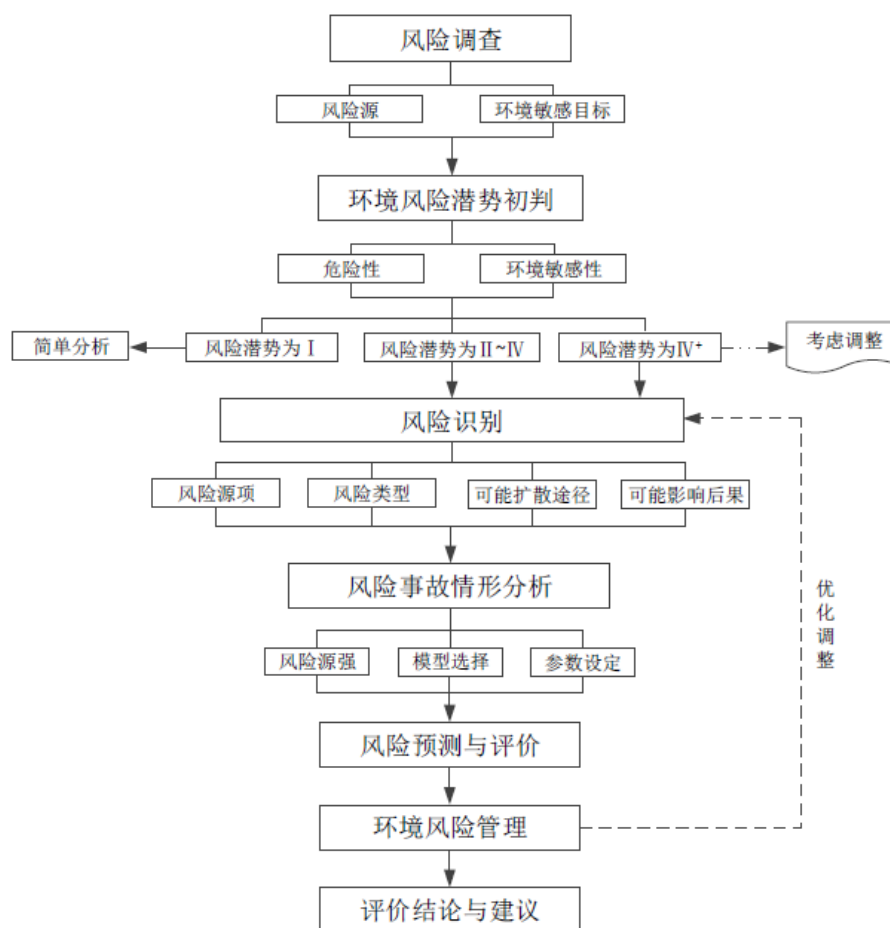 风险调查
风险源
环境敏感目标
环境风险潜势初判
危险性
环境敏感性
简单分析
风险潜势为Ⅰ
风险潜势为Ⅱ~Ⅳ
风险潜势为Ⅳ⁺
考虑调整
风险识别
风险源项
风险类型
可能扩散途径
可能影响后果
风险事故情形分析
优化调整
风险源强
模型选择
参数设定
风险预测与评价
环境风险管理
评价结论与建议